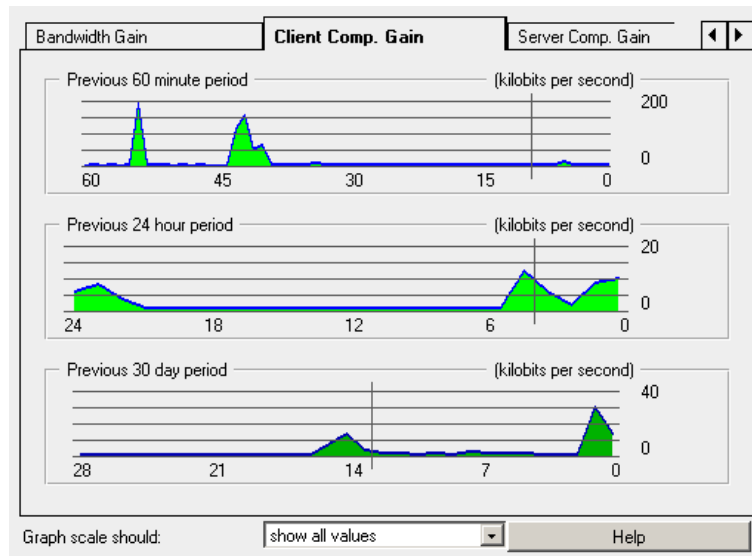 Bandwidth Gain Client Comp. Gain Server Comp. Gain
Previous 60 minute period (kilobits per second)
200
0
60 45 30 15 0
Previous 24 hour period (kilobits per second)
20
0
24 18 12 6 0
Previous 30 day period (kilobits per second)
40
0
28 21 14 7 0
Graph scale should: show all values Help